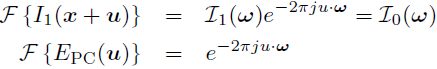 𝓕 {I₁(𝒙 + 𝒖)} = 𝓘₁(𝝎)e^{−2πj𝒖·𝝎} = 𝓘₀(𝝎)
𝓕 {E_PC(𝒖)} = e^{−2πju·𝝎}